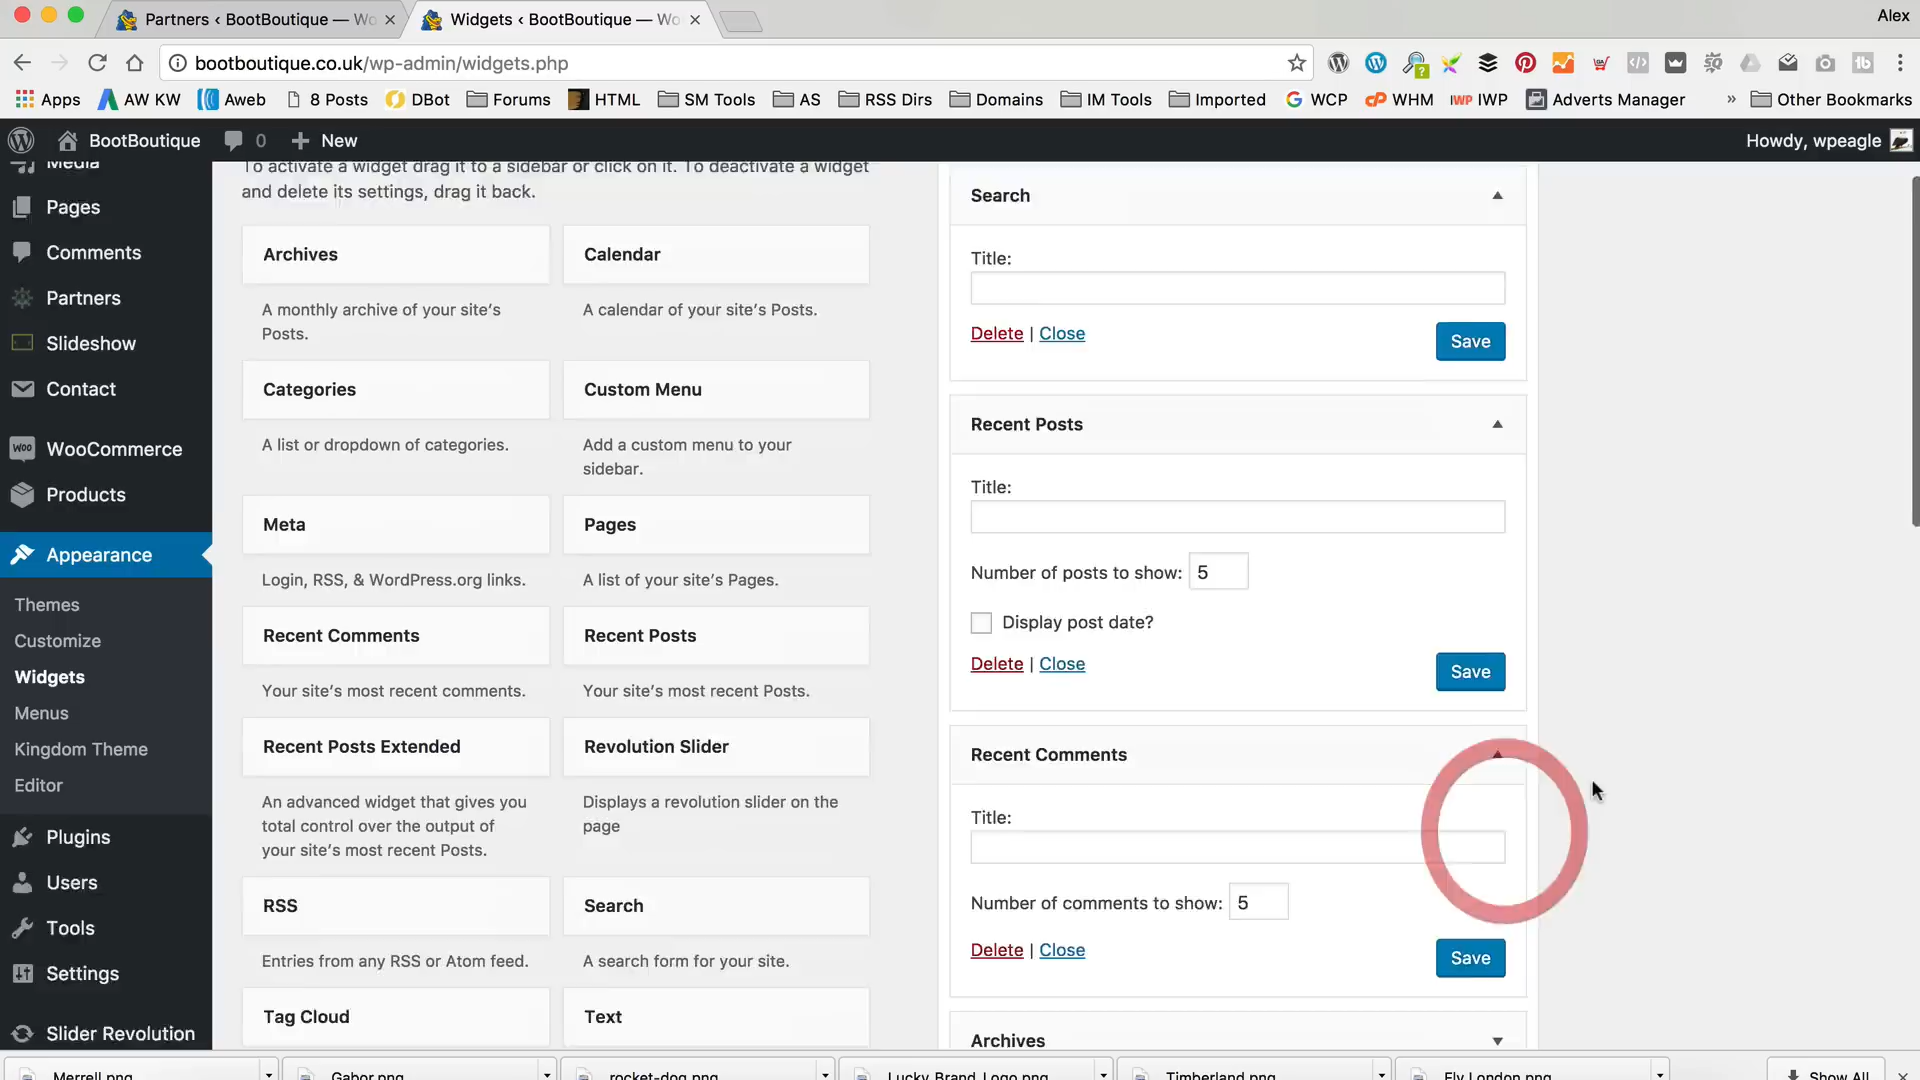 Partners ‹ BootBoutique — Wo
Widgets ‹ BootBoutique — Wo
Alex
bootboutique.co.uk/wp-admin/widgets.php
Apps
AW KW
Aweb
8 Posts
DBot
Forums
HTML
SM Tools
AS
RSS Dirs
Domains
IM Tools
Imported
WCP
WHM
IWP
Adverts Manager
»
Other Bookmarks
BootBoutique
0
New
Howdy, wpeagle
Media
Pages
Comments
Partners
Slideshow
Contact
WooCommerce
Products
Appearance
Themes
Customize
Widgets
Menus
Kingdom Theme
Editor
Plugins
Users
Tools
Settings
Slider Revolution
To activate a widget drag it to a sidebar or click on it. To deactivate a widget
and delete its settings, drag it back.
Archives
A monthly archive of your site's
Posts.
Calendar
A calendar of your site's Posts.
Categories
A list or dropdown of categories.
Custom Menu
Add a custom menu to your
sidebar.
Meta
Login, RSS, & WordPress.org links.
Pages
A list of your site's Pages.
Recent Comments
Your site's most recent comments.
Recent Posts
Your site's most recent Posts.
Recent Posts Extended
An advanced widget that gives you
total control over the output of
your site's most recent Posts.
Revolution Slider
Displays a revolution slider on the
page
RSS
Entries from any RSS or Atom feed.
Search
A search form for your site.
Tag Cloud
Text
Search
Title:
Delete | Close
Save
Recent Posts
Title:
Number of posts to show: 5
Display post date?
Delete | Close
Save
Recent Comments
Title:
Number of comments to show: 5
Delete | Close
Save
Archives
Merrell.png
Gabor.png
rocket-dog.png
Lucky_Brand_Logo.png
Timberland.png
Fly London.png
Show All